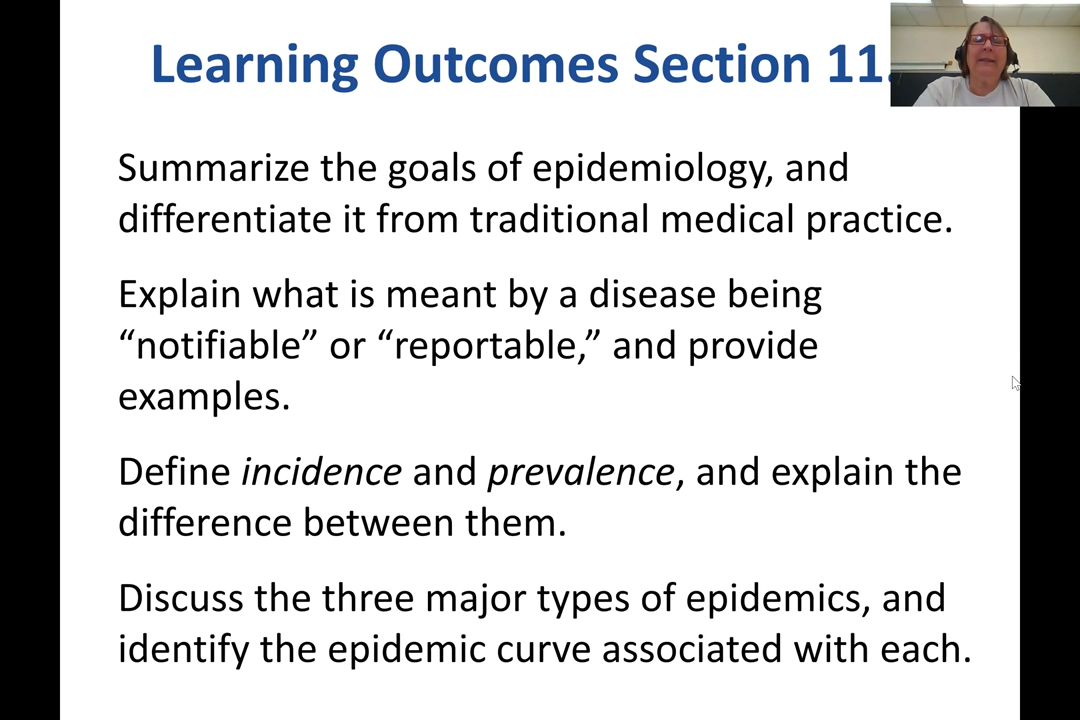 Learning Outcomes Section 11.
Summarize the goals of epidemiology, and
differentiate it from traditional medical practice.
Explain what is meant by a disease being
“notifiable” or “reportable,” and provide
examples.
Define incidence and prevalence, and explain the
difference between them.
Discuss the three major types of epidemics, and
identify the epidemic curve associated with each.